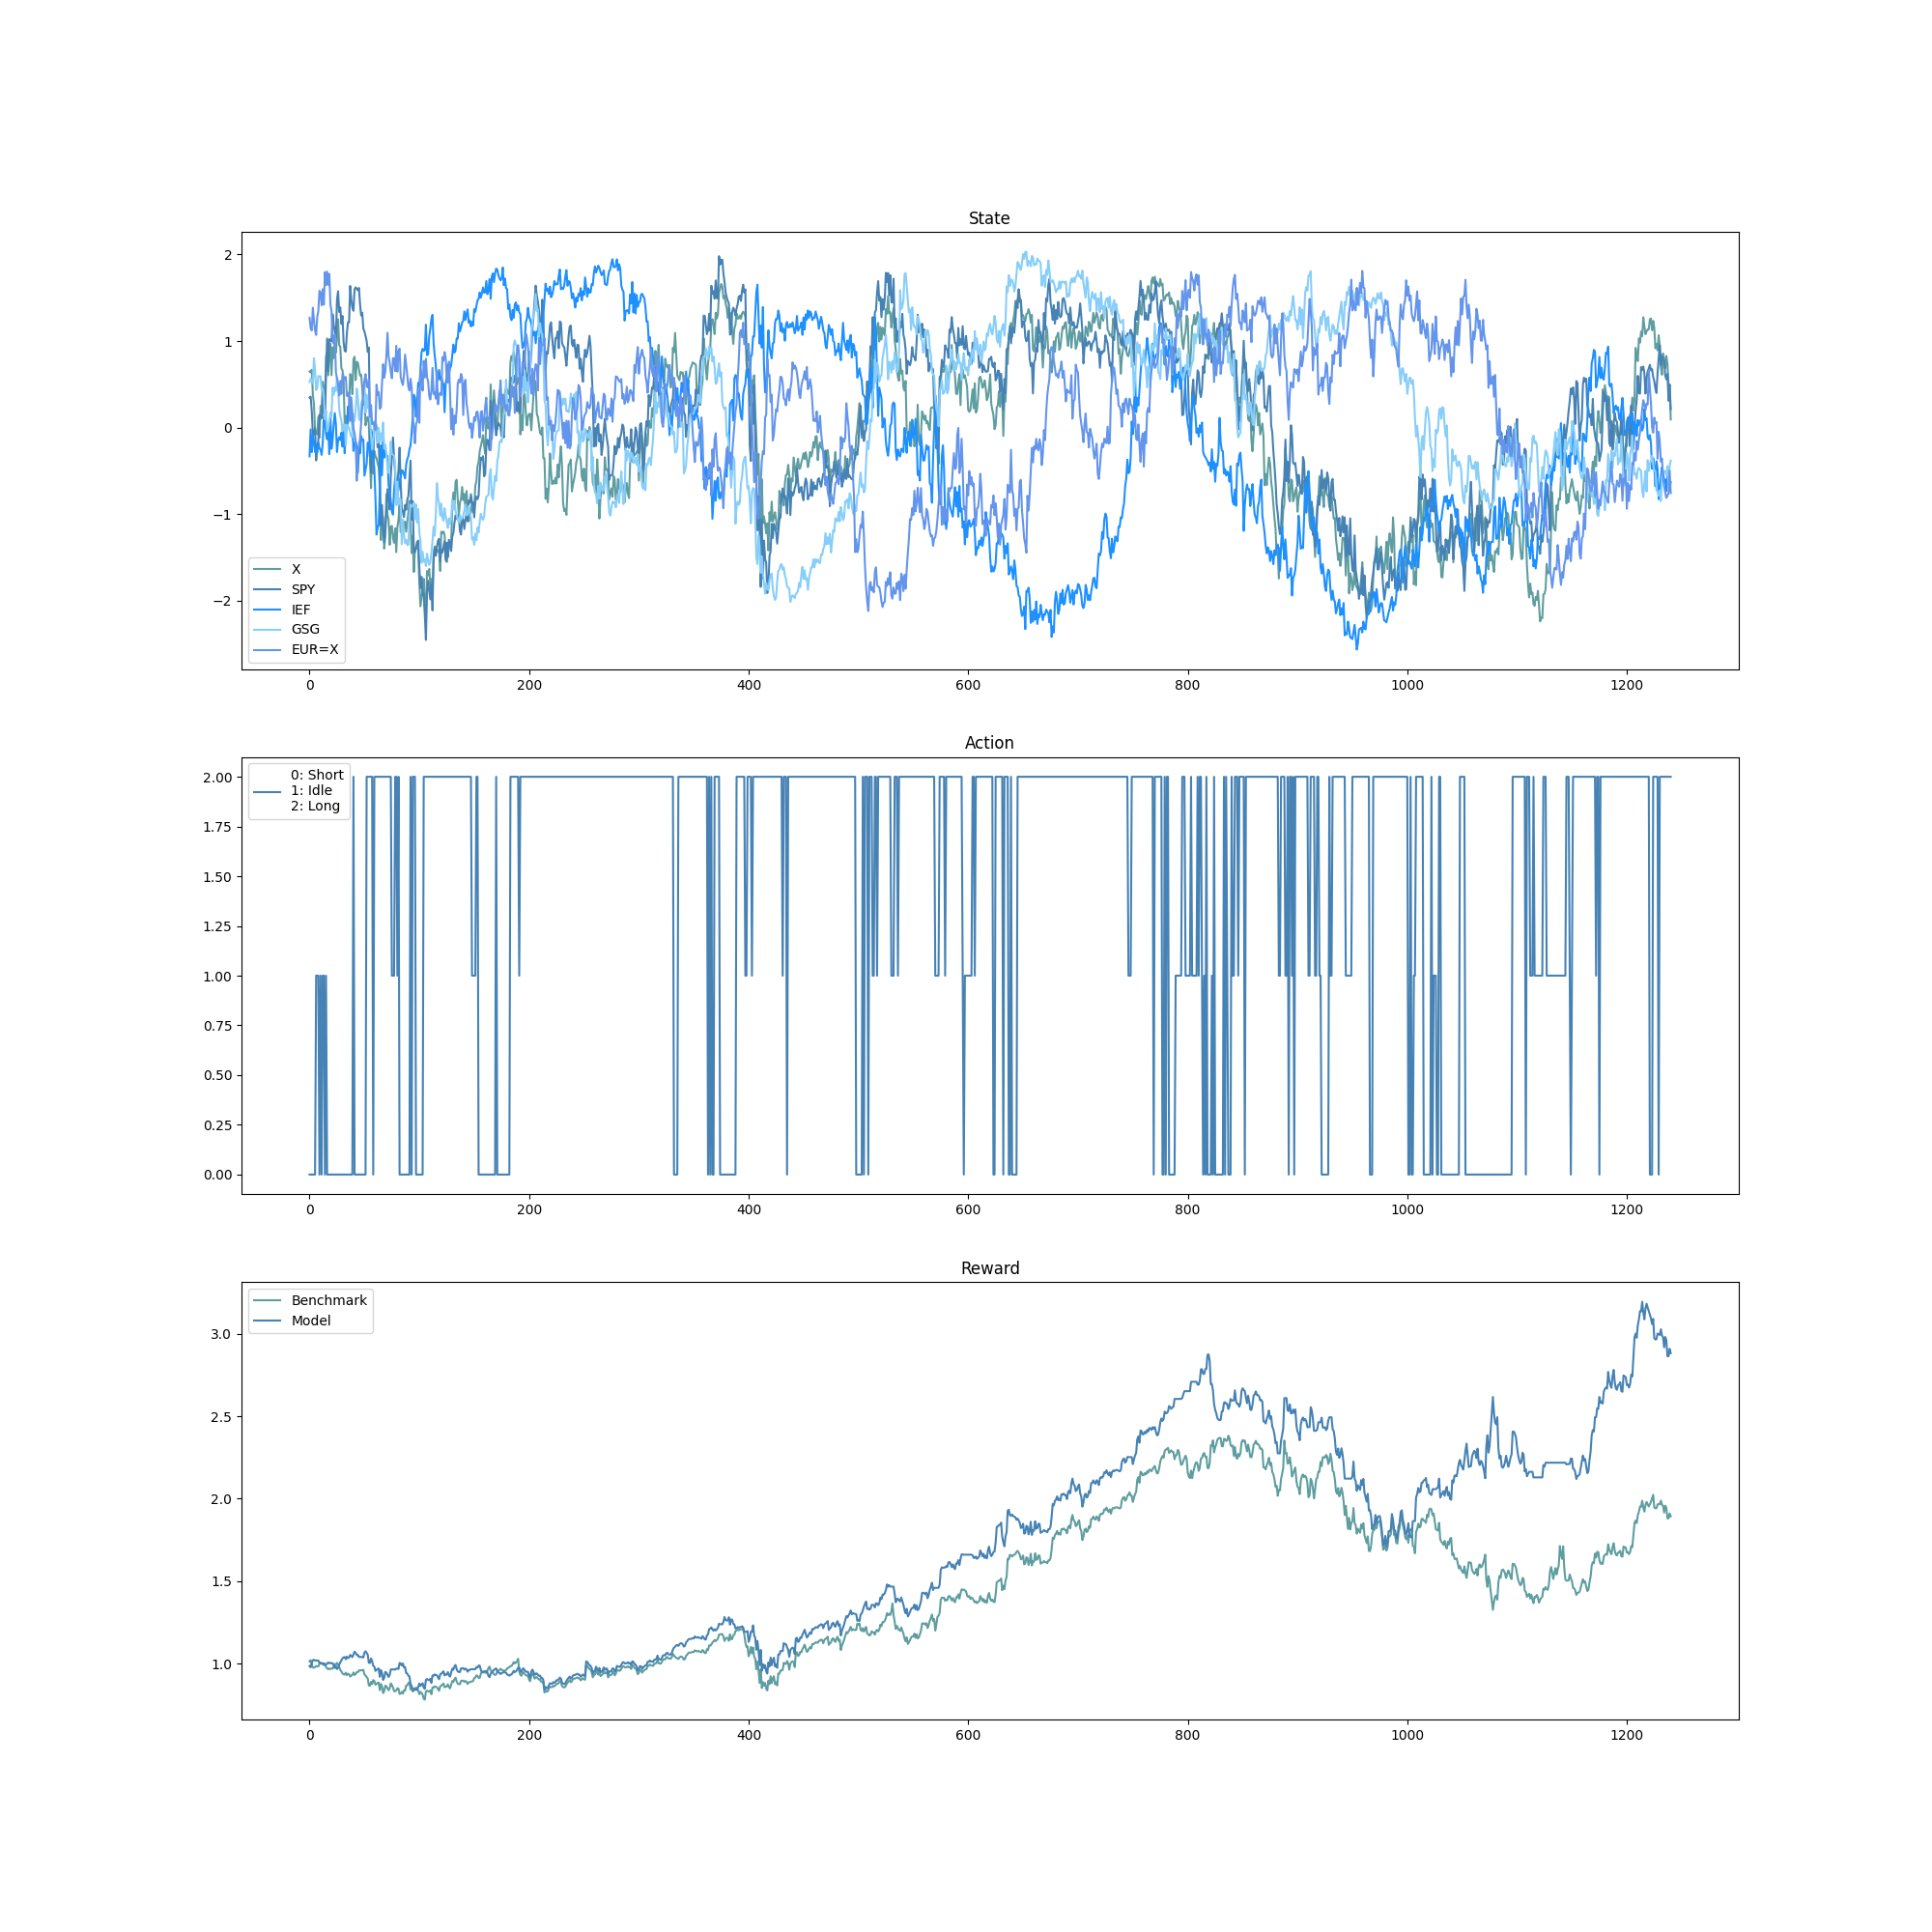 State
2
1
0
−1
−2
X
SPY
IEF
GSG
EUR=X
0 200 400 600 800 1000 1200
Action
2.00
1.75
1.50
1.25
1.00
0.75
0.50
0.25
0.00
0: Short
1: Idle
2: Long
0 200 400 600 800 1000 1200
Reward
3.0
2.5
2.0
1.5
1.0
Benchmark
Model
0 200 400 600 800 1000 1200